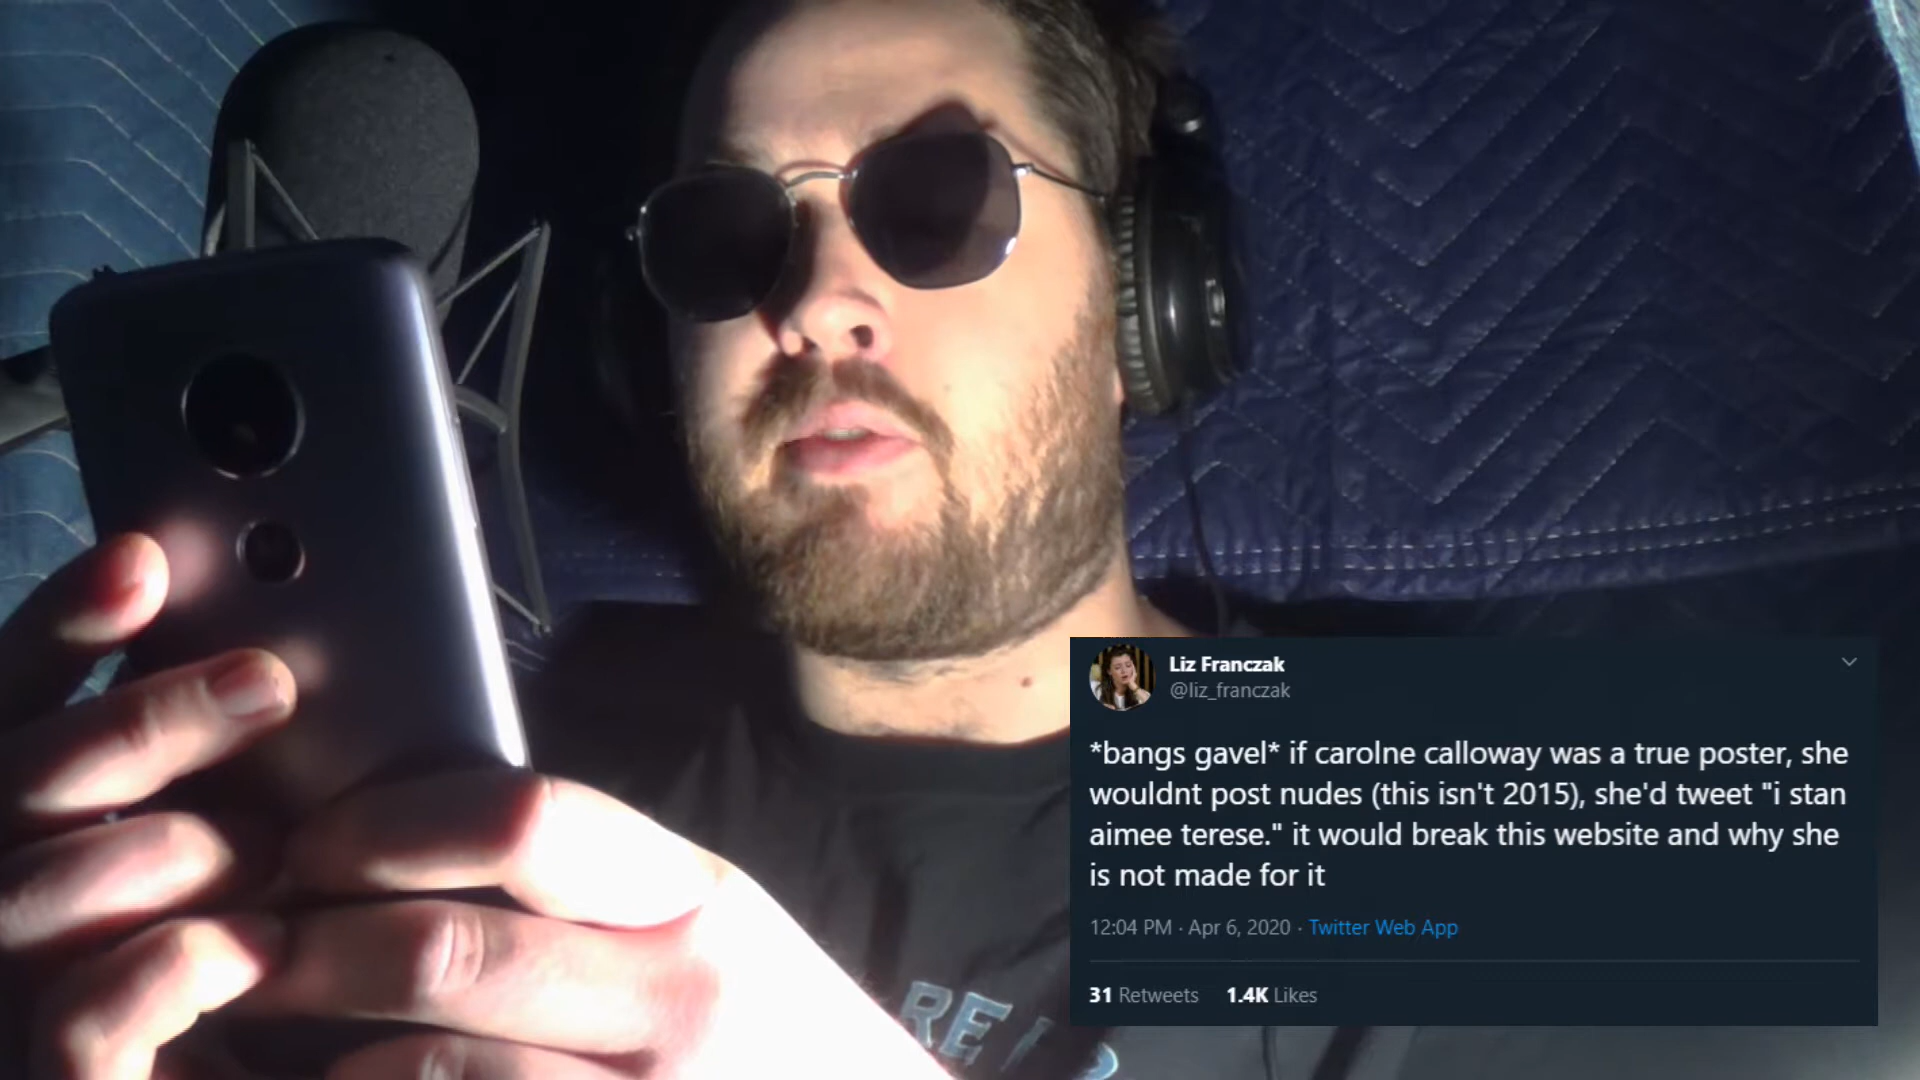 Liz Franczak
@liz_franczak
*bangs gavel* if carolne calloway was a true poster, she
wouldnt post nudes (this isn't 2015), she'd tweet "i stan
aimee terese." it would break this website and why she
is not made for it
12:04 PM · Apr 6, 2020 · Twitter Web App
31 Retweets 1.4K Likes